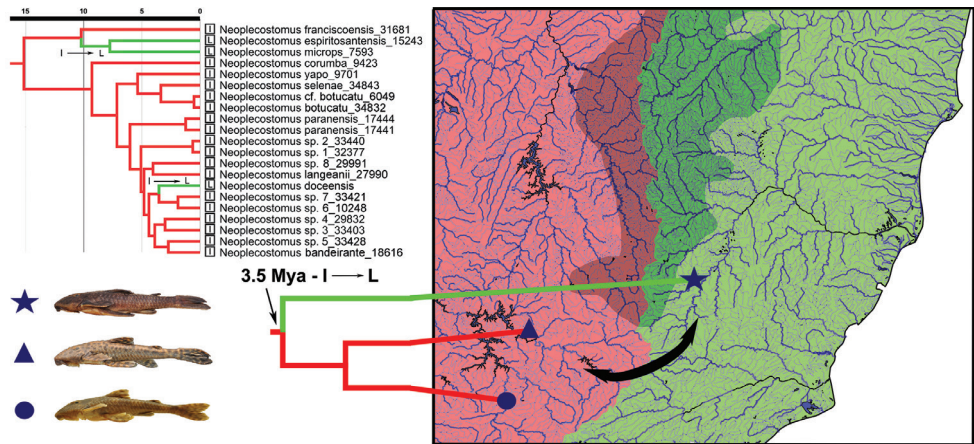 15 10 5 0
I Neoplecostomus franciscoensis_31681
L Neoplecostomus espiritosantensis_15243
I → L L Neoplecostomus microps_7593
I Neoplecostomus corumba_9423
I Neoplecostomus yapo_9701
I Neoplecostomus selenae_34843
I Neoplecostomus cf. botucatu_6049
I Neoplecostomus botucatu_34832
I Neoplecostomus paranensis_17444
I Neoplecostomus paranensis_17441
I Neoplecostomus sp. 2_33440
I Neoplecostomus sp. 1_32377
I Neoplecostomus sp. 8_29991
I Neoplecostomus langeanii_27990
I → L L Neoplecostomus doceensis
I Neoplecostomus sp. 7_33421
I Neoplecostomus sp. 6_10248
I Neoplecostomus sp. 4_29832
I Neoplecostomus sp. 3_33403
I Neoplecostomus sp. 5_33428
I Neoplecostomus bandeirante_18616
3.5 Mya - I → L